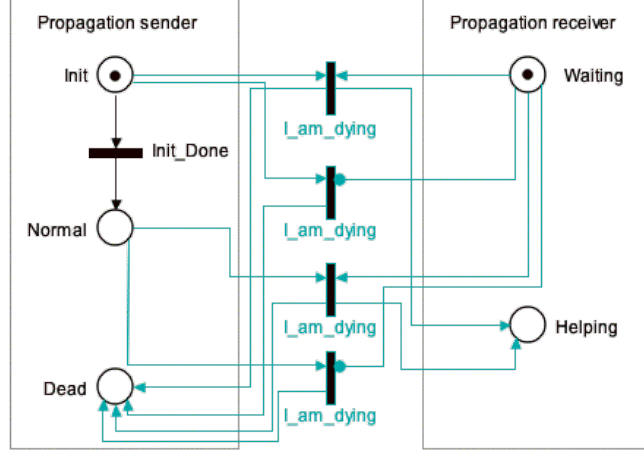 Propagation sender
Propagation receiver
Init
Waiting
I_am_dying
Init_Done
Normal
I_am_dying
I_am_dying
Helping
Dead
I_am_dying